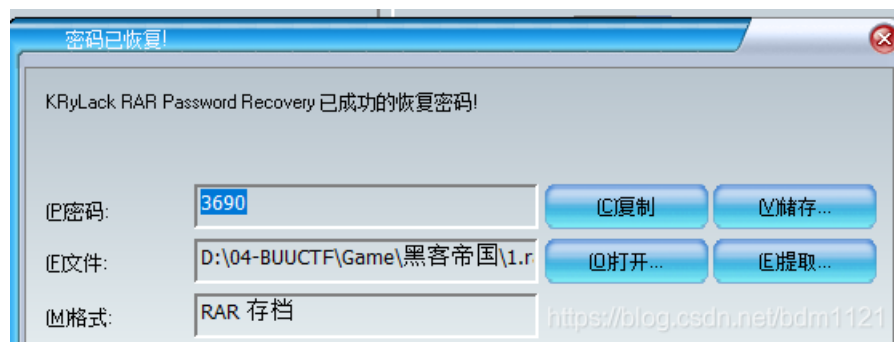 密码已恢复!
KRyLack RAR Password Recovery 已成功的恢复密码!
(P)密码: 3690 (C)复制 (V)储存...
(F)文件: D:\04-BUUCTF\Game\黑客帝国\1.r (O)打开... (E)提取...
(M)格式: RAR 存档
https://blog.csdn.net/bdm1121